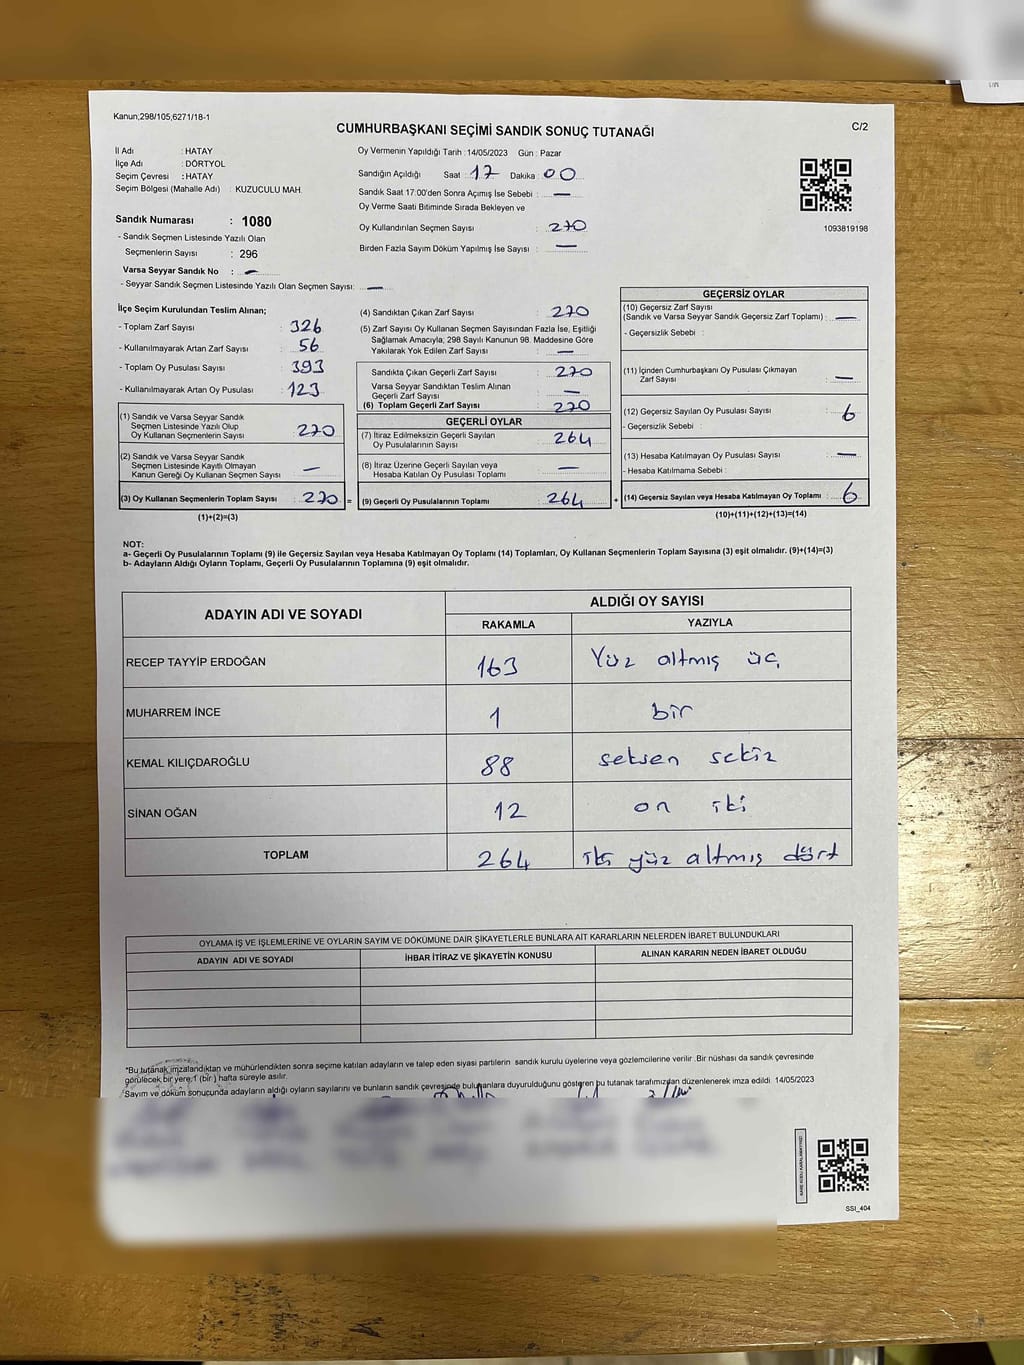 Kanun;298/105,6271/18-1
CUMHURBAŞKANI SEÇİMİ SANDIK SONUÇ TUTANAĞI
C/2
İl Adı : HATAY
İlçe Adı : DÖRTYOL
Seçim Çevresi : HATAY
Seçim Bölgesi (Mahalle Adı) : KUZUCULU MAH.
Sandık Numarası : 1080
- Sandık Seçmen Listesinde Yazılı Olan
Seçmenlerin Sayısı : 296
Varsa Seyyar Sandık No : —
- Seyyar Sandık Seçmen Listesinde Yazılı Olan Seçmen Sayısı: —
Oy Vermenin Yapıldığı Tarih : 14/05/2023 Gün : Pazar
Sandığın Açıldığı Saat : 17 Dakika : 00
Sandık Saat 17:00'den Sonra Açımış İse Sebebi : —
Oy Verme Saati Bitiminde Sırada Bekleyen ve
Oy Kullandırılan Seçmen Sayısı : 270
Birden Fazla Sayım Döküm Yapılmış İse Sayısı : —
1093819198
İlçe Seçim Kurulundan Teslim Alınan;
- Toplam Zarf Sayısı : 326
- Kullanılmayarak Artan Zarf Sayısı : 56
- Toplam Oy Pusulası Sayısı : 393
- Kullanılmayarak Artan Oy Pusulası : 123
(1) Sandık ve Varsa Seyyar Sandık
Seçmen Listesinde Yazılı Olup
Oy Kullanan Seçmenlerin Sayısı : 270
(2) Sandık ve Varsa Seyyar Sandık
Seçmen Listesinde Kayıtlı Olmayan
Kanun Gereği Oy Kullanan Seçmen Sayısı : —
(3) Oy Kullanan Seçmenlerin Toplam Sayısı : 270 =
(1)+(2)=(3)
(4) Sandıktan Çıkan Zarf Sayısı : 270
(5) Zarf Sayısı Oy Kullanan Seçmen Sayısından Fazla İse, Eşitliği
Sağlamak Amacıyla; 298 Sayılı Kanunun 98. Maddesine Göre
Yakılarak Yok Edilen Zarf Sayısı : —
Sandıkta Çıkan Geçerli Zarf Sayısı : 270
Varsa Seyyar Sandıktan Teslim Alınan
Geçerli Zarf Sayısı : —
(6) Toplam Geçerli Zarf Sayısı : 270
GEÇERLİ OYLAR
(7) İtiraz Edilmeksizin Geçerli Sayılan
Oy Pusulalarının Sayısı : 264
(8) İtiraz Üzerine Geçerli Sayılan veya
Hesaba Katılan Oy Pusulası Toplamı : —
(9) Geçerli Oy Pusulalarının Toplamı : 264 +
GEÇERSİZ OYLAR
(10) Geçersiz Zarf Sayısı
(Sandık ve Varsa Seyyar Sandık Geçersiz Zarf Toplamı) : —
- Geçersizlik Sebebi :
(11) İçinden Cumhurbaşkanı Oy Pusulası Çıkmayan
Zarf Sayısı : —
(12) Geçersiz Sayılan Oy Pusulası Sayısı : 6
- Geçersizlik Sebebi :
(13) Hesaba Katılmayan Oy Pusulası Sayısı : —
- Hesaba Katılmama Sebebi :
(14) Geçersiz Sayılan veya Hesaba Katılmayan Oy Toplamı : 6
(10)+(11)+(12)+(13)=(14)
NOT:
a- Geçerli Oy Pusulalarının Toplamı (9) ile Geçersiz Sayılan veya Hesaba Katılmayan Oy Toplamı (14) Toplamları, Oy Kullanan Seçmenlerin Toplam Sayısına (3) eşit olmalıdır. (9)+(14)=(3)
b- Adayların Aldığı Oyların Toplamı, Geçerli Oy Pusulalarının Toplamına (9) eşit olmalıdır.
ADAYIN ADI VE SOYADI
ALDIĞI OY SAYISI
RAKAMLA YAZIYLA
RECEP TAYYİP ERDOĞAN 163 Yüz altmış üç
MUHARREM İNCE 1 bir
KEMAL KILIÇDAROĞLU 88 seksen sekiz
SİNAN OĞAN 12 on iki
TOPLAM 264 iki yüz altmış dört
OYLAMA İŞ VE İŞLEMLERİNE VE OYLARIN SAYIM VE DÖKÜMÜNE DAİR ŞİKAYETLERLE BUNLARA AİT KARARLARIN NELERDEN İBARET BULUNDUKLARI
ADAYIN ADI VE SOYADI İHBAR İTİRAZ VE ŞİKAYETİN KONUSU ALINAN KARARIN NEDEN İBARET OLDUĞU
*Bu tutanak imzalandıktan ve mühürlendikten sonra seçime katılan adayların ve talep eden siyasi partilerin sandık kurulu üyelerine veya gözlemcilerine verilir. Bir nüshası da sandık çevresinde
görülecek bir yere 1 (bir ) hafta süreyle asılır.
Sayım ve döküm sonucunda adayların aldığı oyların sayılarını ve bunların sandık çevresinde bulunanlara duyurulduğunu gösteren bu tutanak tarafımızdan düzenlenerek imza edildi. 14/05/2023
SSI_404